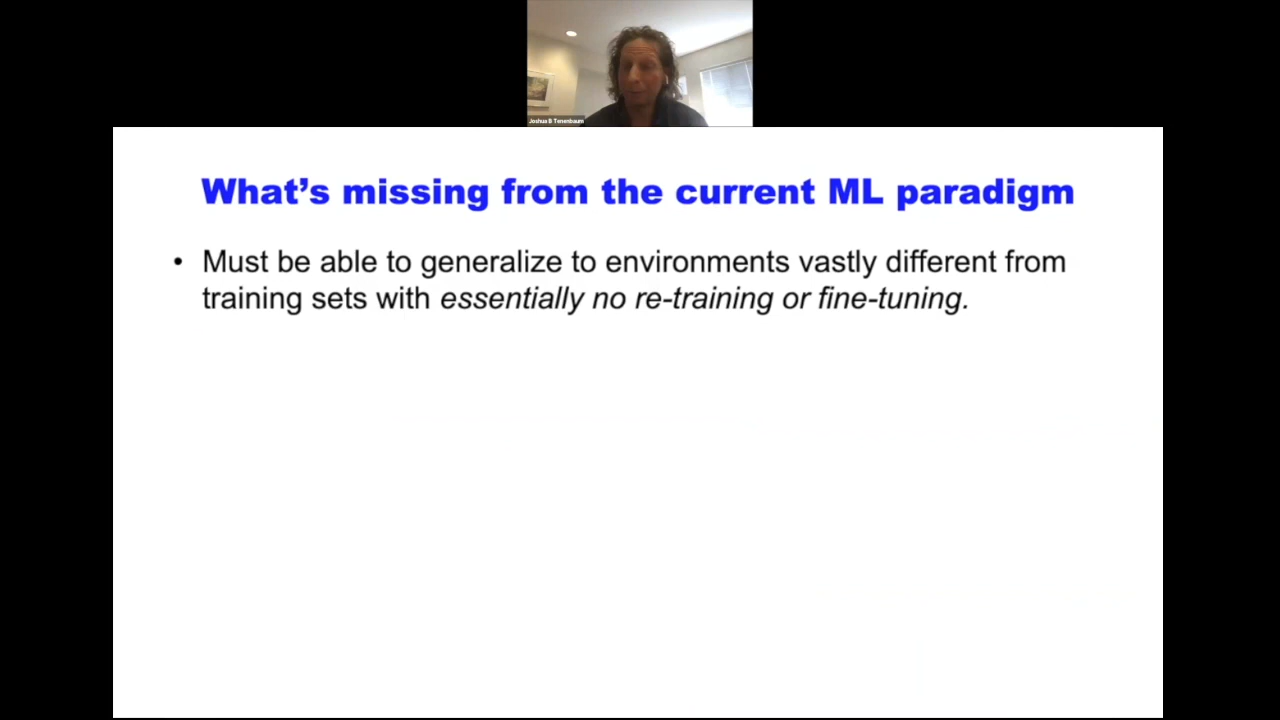 Joshua B Tenenbaum
What's missing from the current ML paradigm
• Must be able to generalize to environments vastly different from
training sets with essentially no re-training or fine-tuning.